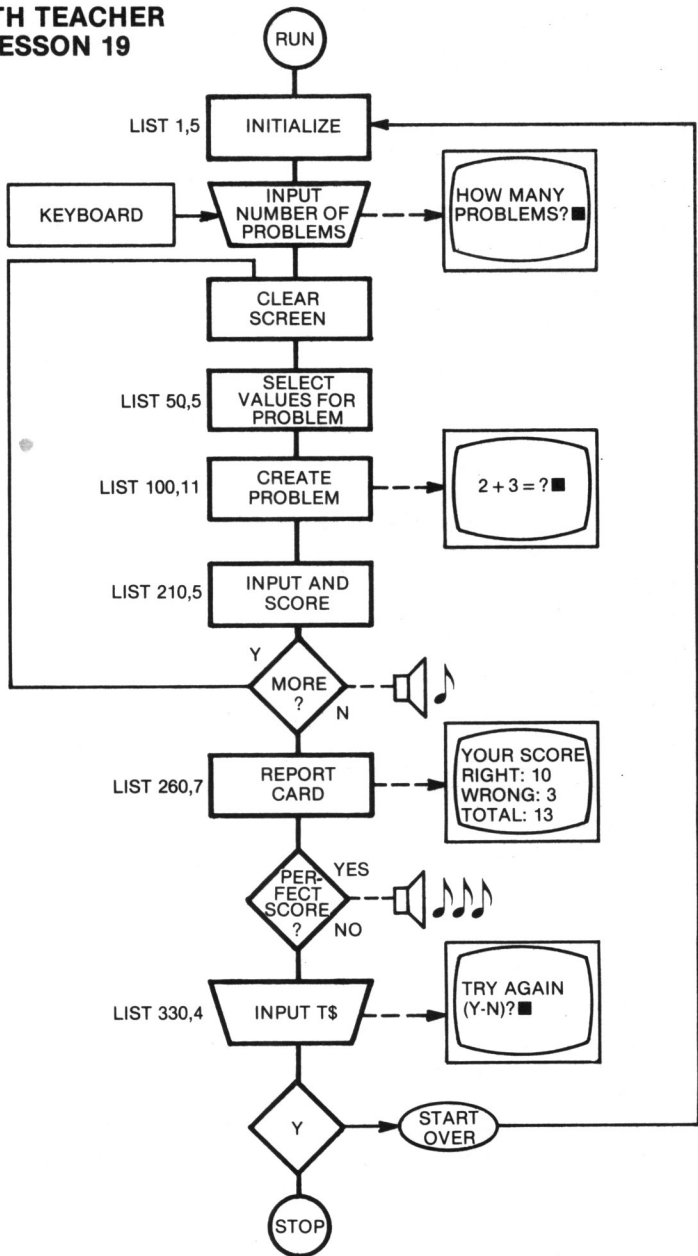 TH TEACHER
ESSON 19
RUN
LIST 1,5
INITIALIZE
KEYBOARD
INPUT
NUMBER OF
PROBLEMS
HOW MANY
PROBLEMS?■
CLEAR
SCREEN
LIST 50,5
SELECT
VALUES FOR
PROBLEM
LIST 100,11
CREATE
PROBLEM
2 + 3 = ?■
LIST 210,5
INPUT AND
SCORE
Y
MORE
?
N
LIST 260,7
REPORT
CARD
YOUR SCORE
RIGHT: 10
WRONG: 3
TOTAL: 13
PER-
FECT
SCORE
?
YES
NO
LIST 330,4
INPUT T$
TRY AGAIN
(Y-N)?■
Y
START
OVER
STOP